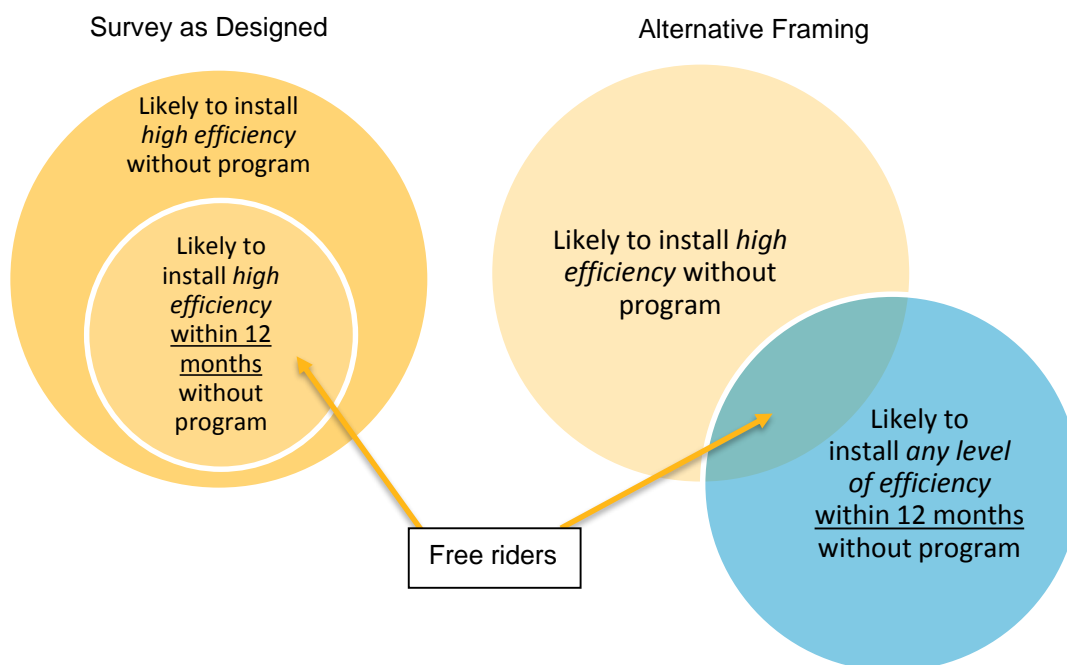 Survey as Designed
Likely to install
high efficiency
without program
Likely to
install high
efficiency
within 12
months
without
program
Alternative Framing
Likely to install high
efficiency without
program
Likely to
install any level
of efficiency
within 12 months
without program
Free riders